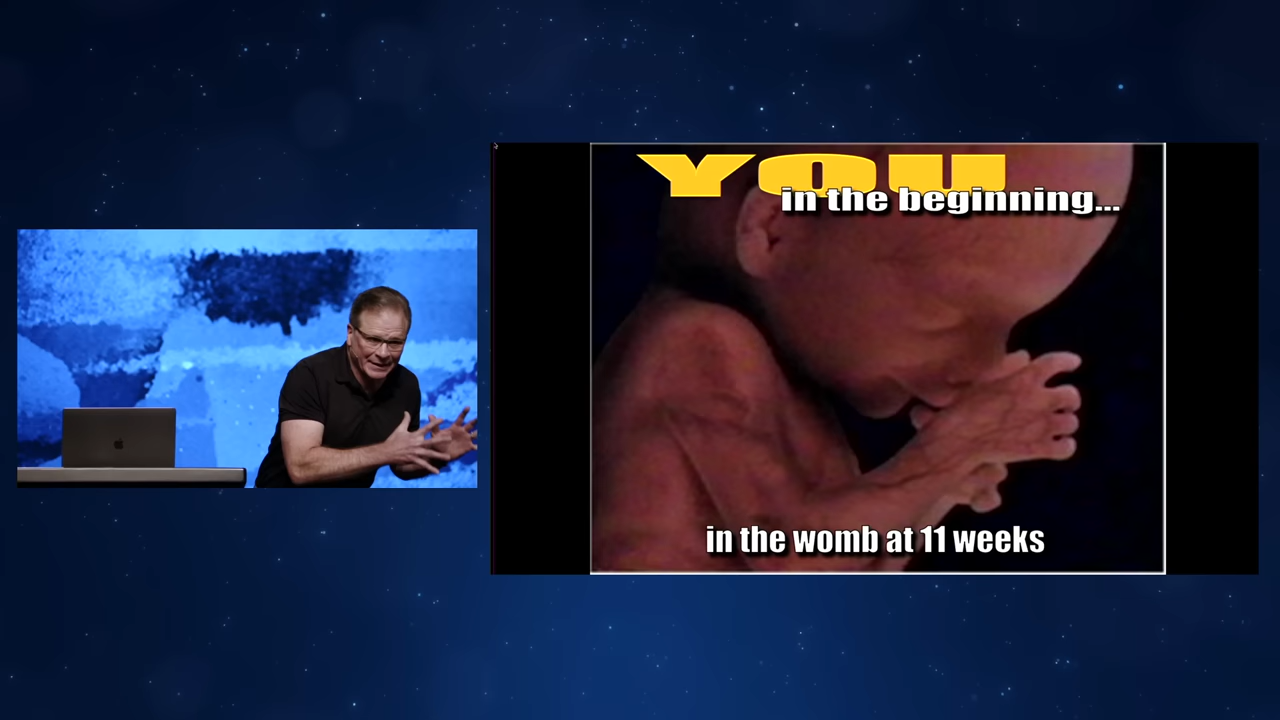 YOU
in the beginning...
in the womb at 11 weeks